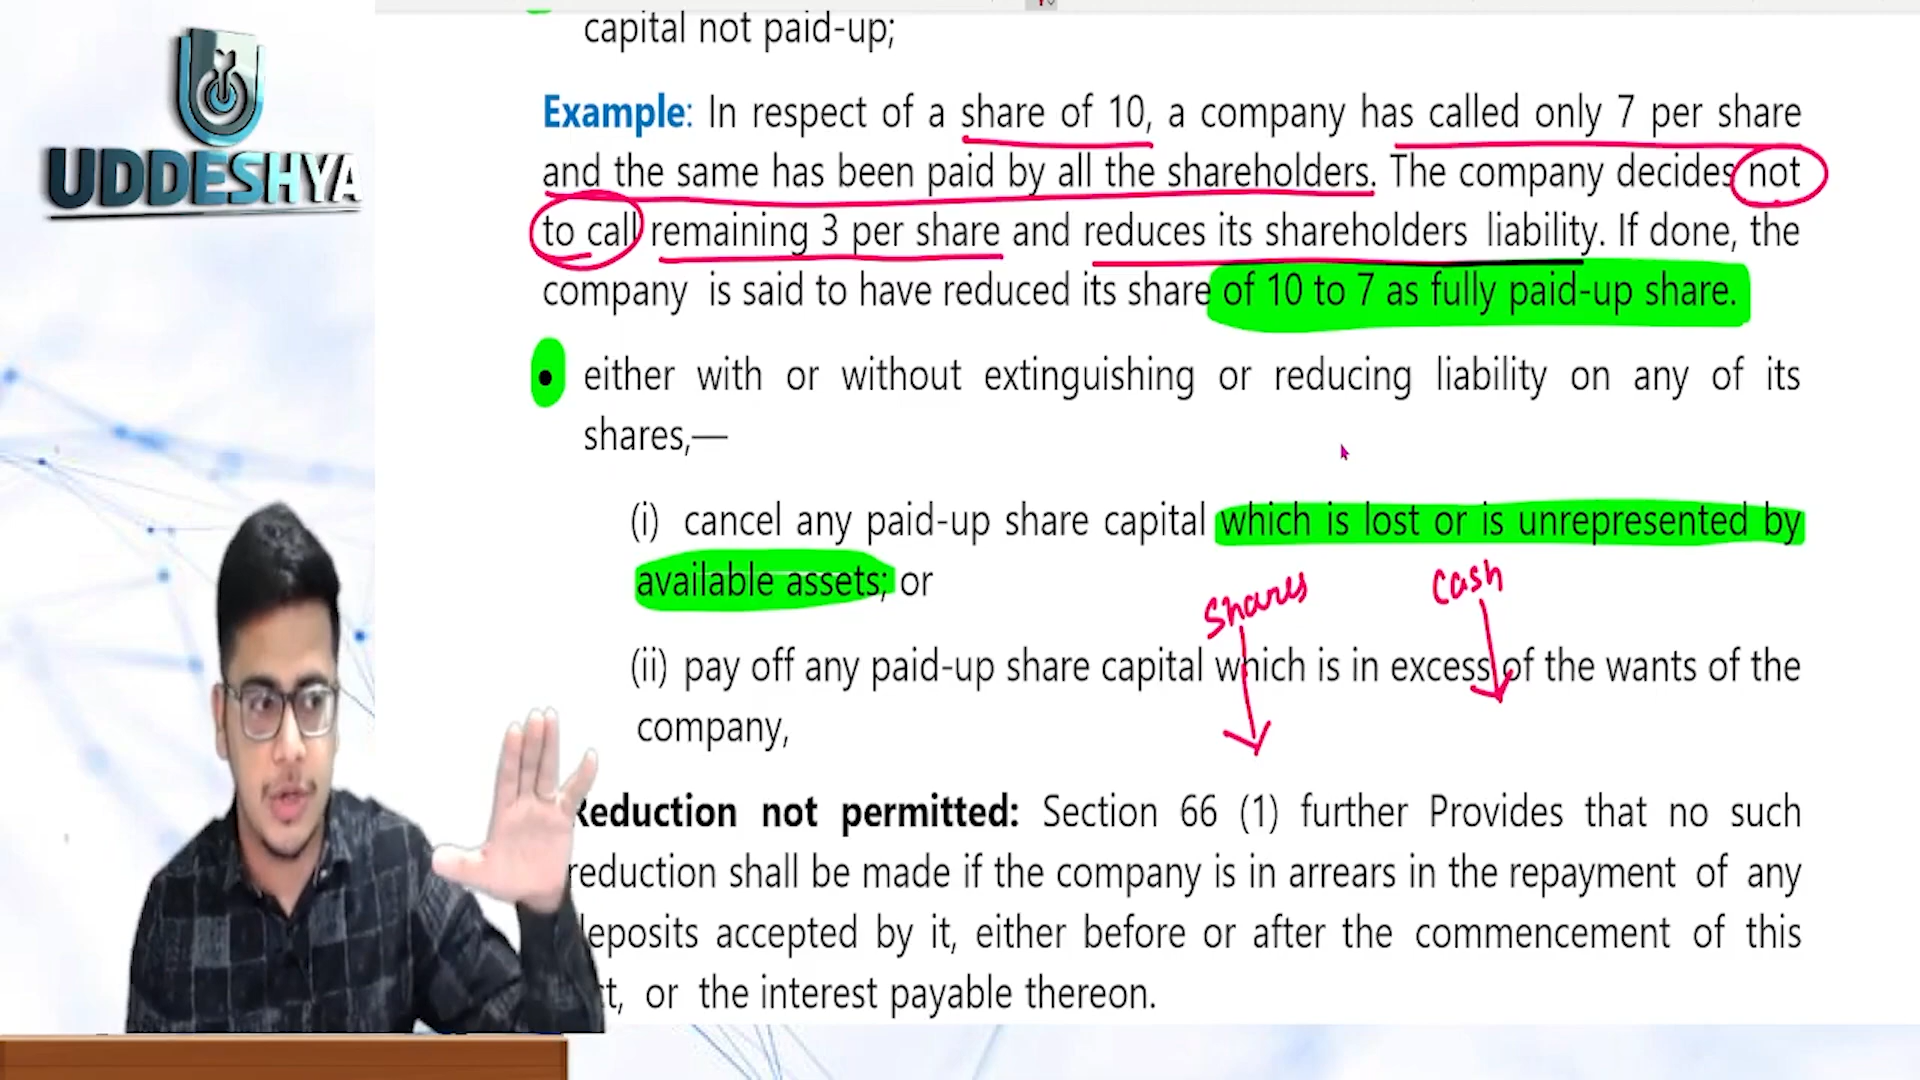 UDDESHYA
capital not paid-up;
Example: In respect of a share of 10, a company has called only 7 per share
and the same has been paid by all the shareholders. The company decides not
to call remaining 3 per share and reduces its shareholders liability. If done, the
company is said to have reduced its share of 10 to 7 as fully paid-up share.
• either with or without extinguishing or reducing liability on any of its
shares,—
(i) cancel any paid-up share capital which is lost or is unrepresented by
available assets; or
Shares
Cash
(ii) pay off any paid-up share capital which is in excess of the wants of the
company,
Reduction not permitted: Section 66 (1) further Provides that no such
reduction shall be made if the company is in arrears in the repayment of any
eposits accepted by it, either before or after the commencement of this
ct, or the interest payable thereon.